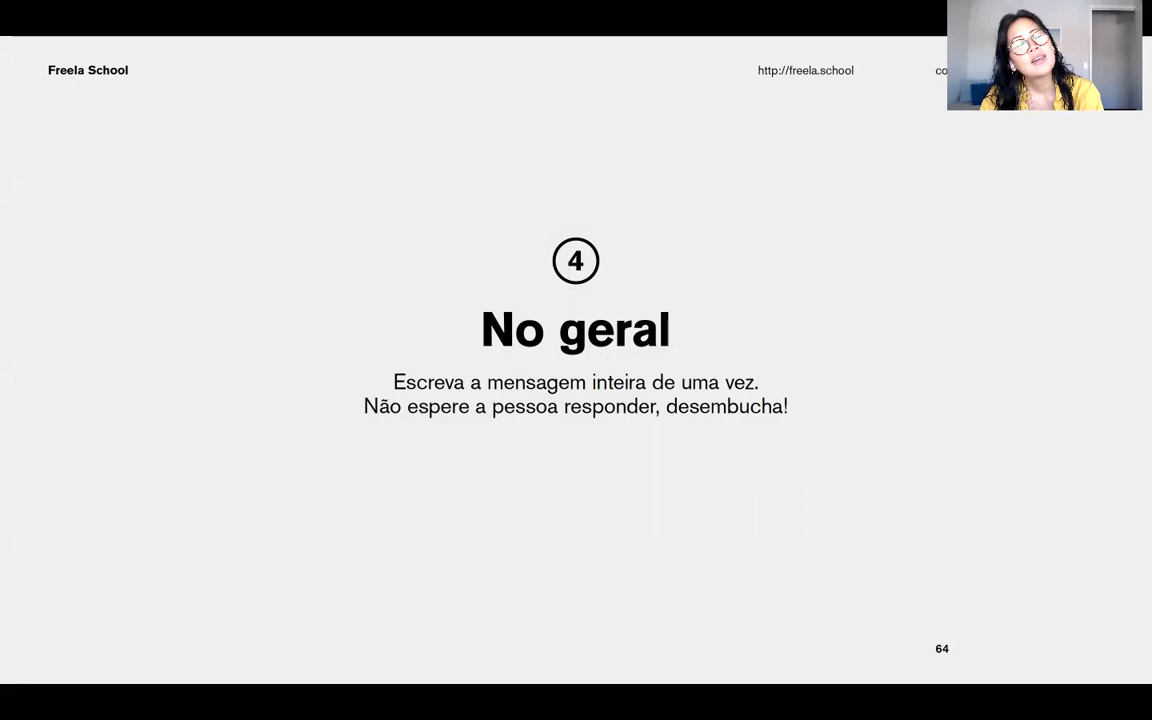 Freela School
http://freela.school
co
4
No geral
Escreva a mensagem inteira de uma vez.
Não espere a pessoa responder, desembucha!
64